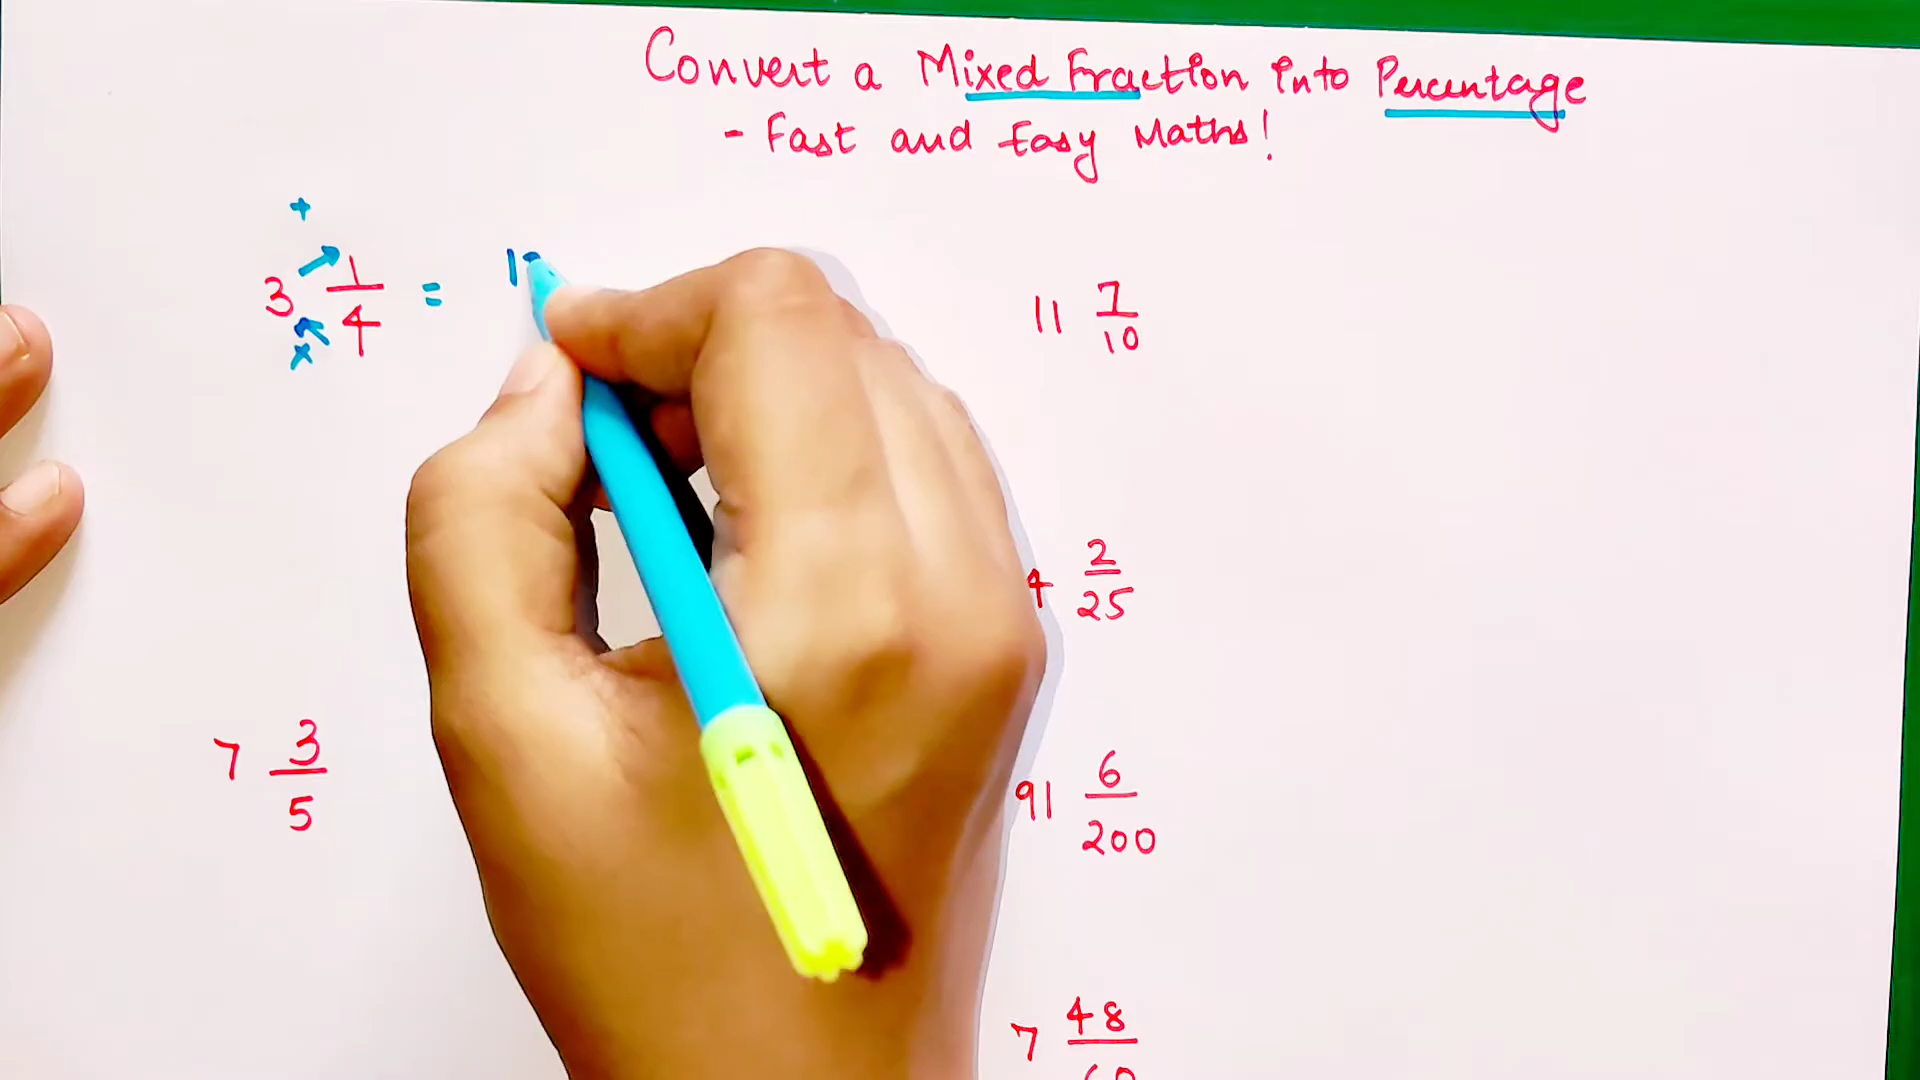 Convert a Mixed Fraction into Percentage
- Fast and Easy Maths!
3 1/4 =
11 7/10
4 2/25
7 3/5
91 6/200
7 48/